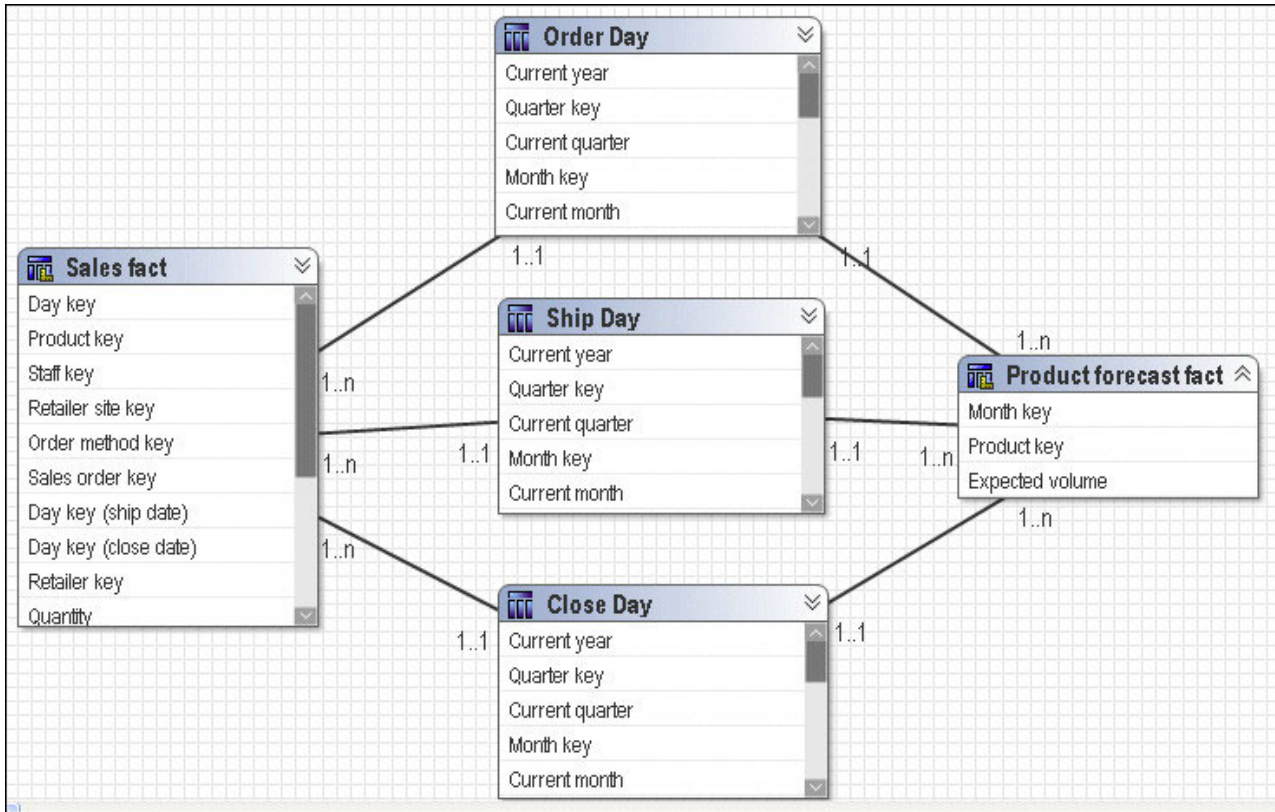 Order Day
Current year
Quarter key
Current quarter
Month key
Current month
1..1
1..1
Sales fact
Day key
Product key
Staff key
Retailer site key
Order method key
Sales order key
Day key (ship date)
Day key (close date)
Retailer key
Quantity
1..n
1..n
1..n
Ship Day
Current year
Quarter key
Current quarter
Month key
Current month
1..1
1..1
Product forecast fact
Month key
Product key
Expected volume
1..n
1..n
1..n
Close Day
Current year
Quarter key
Current quarter
Month key
Current month
1..1
1..1